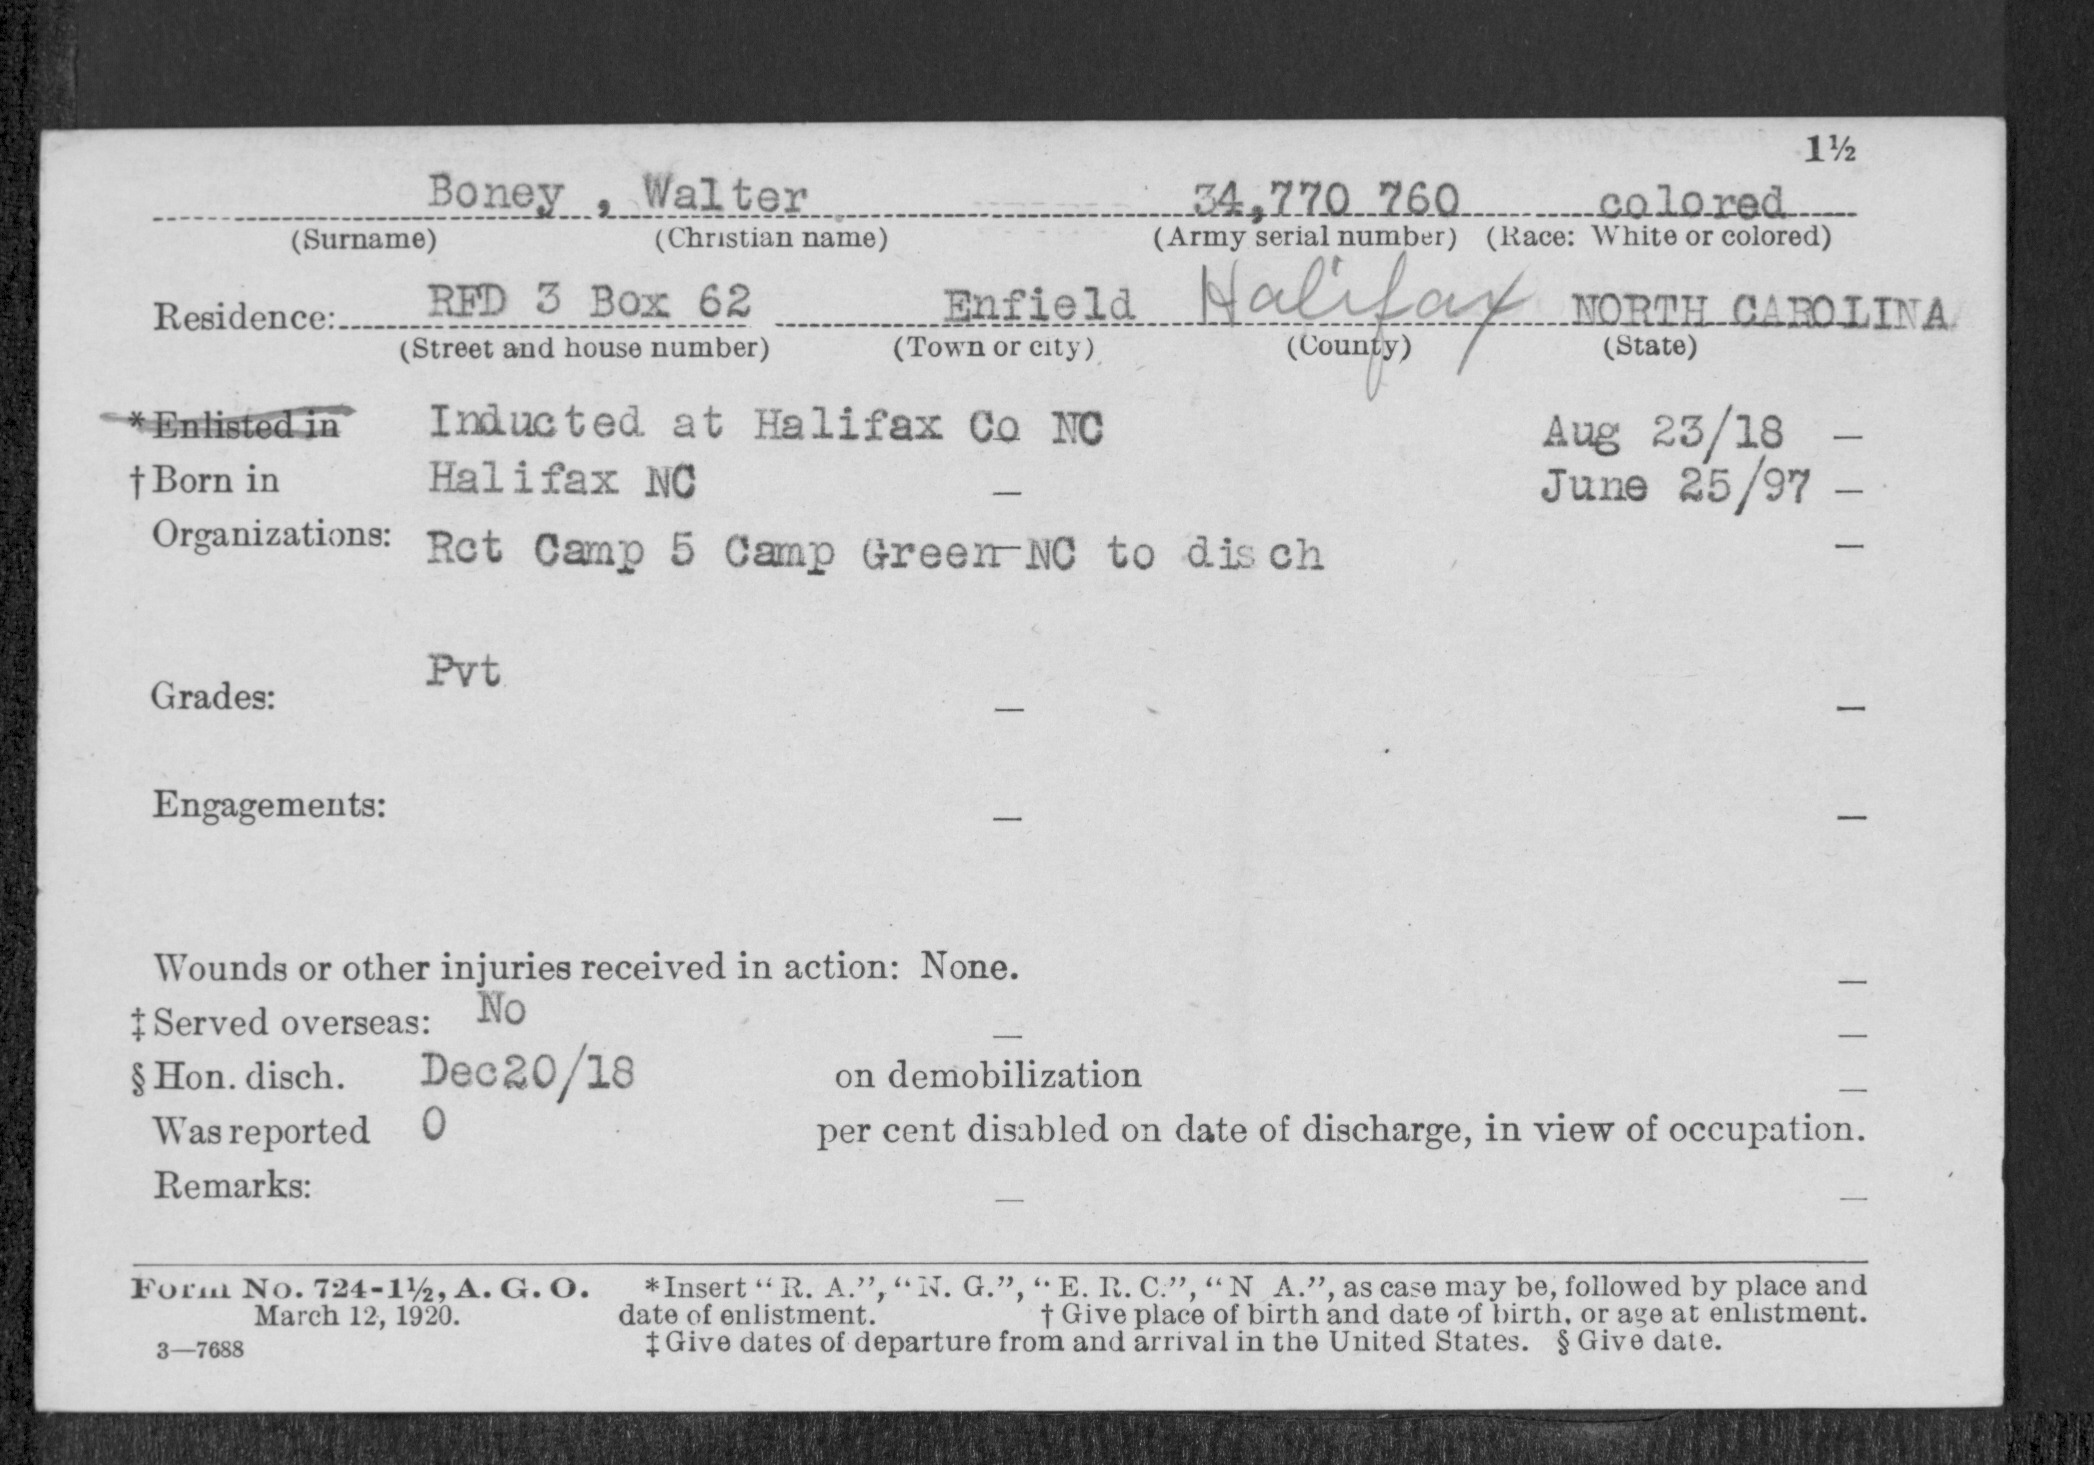 1½
Boney , Walter 34,770 760 colored
(Surname) (Christian name) (Army serial number) (Race: White or colored)
Residence: RFD 3 Box 62 Enfield Halifax NORTH CAROLINA
(Street and house number) (Town or city) (County) (State)
*Enlisted in Inducted at Halifax Co NC Aug 23/18 —
†Born in Halifax NC — June 25/97 —
Organizations: Rct Camp 5 Camp Green NC to disch —
Pvt
Grades: — —
Engagements: — —
Wounds or other injuries received in action: None. —
‡Served overseas: No — —
§Hon. disch. Dec20/18 on demobilization —
Was reported 0 per cent disabled on date of discharge, in view of occupation.
Remarks: — —
Form No. 724-1½, A. G. O. *Insert "R. A.", "N. G.", "E. R. C.", "N A.", as case may be, followed by place and
March 12, 1920. date of enlistment. †Give place of birth and date of birth, or age at enlistment.
3—7688 ‡Give dates of departure from and arrival in the United States. §Give date.